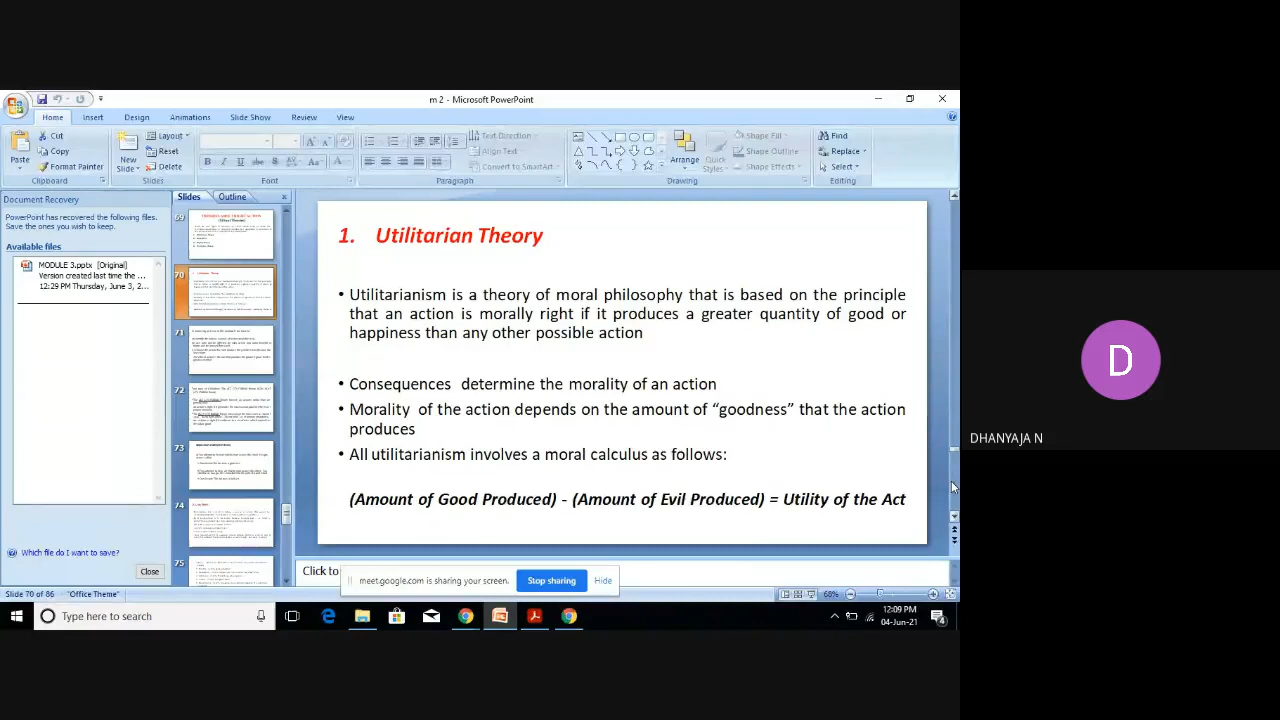 m 2 - Microsoft PowerPoint
Home Insert Design Animations Slide Show Review View
Paste
Cut
Copy
Format Painter
Clipboard
New
Slide
Layout
Reset
Delete
Slides
B I U abc S AV Aa A
Font
Text Direction
Align Text
Convert to SmartArt
Paragraph
Arrange
Quick
Styles
Shape Fill
Shape Outline
Shape Effects
Drawing
Find
Replace
Select
Editing
Document Recovery
PowerPoint has recovered the following files.
Save the ones you wish to keep.
Available files
MODULE 3.pptx [Original]
Version created last time the ...
12:29 PM Thursday, June 3, 2...
Which file do I want to save?
Close
Slides Outline
69
70
71
72
73
74
75
1. Utilitarian Theory
• Utilitarianism is theory of moral philosophy that is based on the principle
that an action is morally right if it produces a greater quantity of good or
happiness than any other possible action
• Consequences determine the morality of an action
• Morality of the action depends on the amount of “goodness” that the action
produces
• All utilitarianism involves a moral calculus as follows:
(Amount of Good Produced) - (Amount of Evil Produced) = Utility of the Act
Click to
meet.google.com is sharing your screen. Stop sharing Hide
Slide 70 of 86 "Office Theme" 68%
Type here to search
12:09 PM
04-Jun-21
4
D
DHANYAJA N